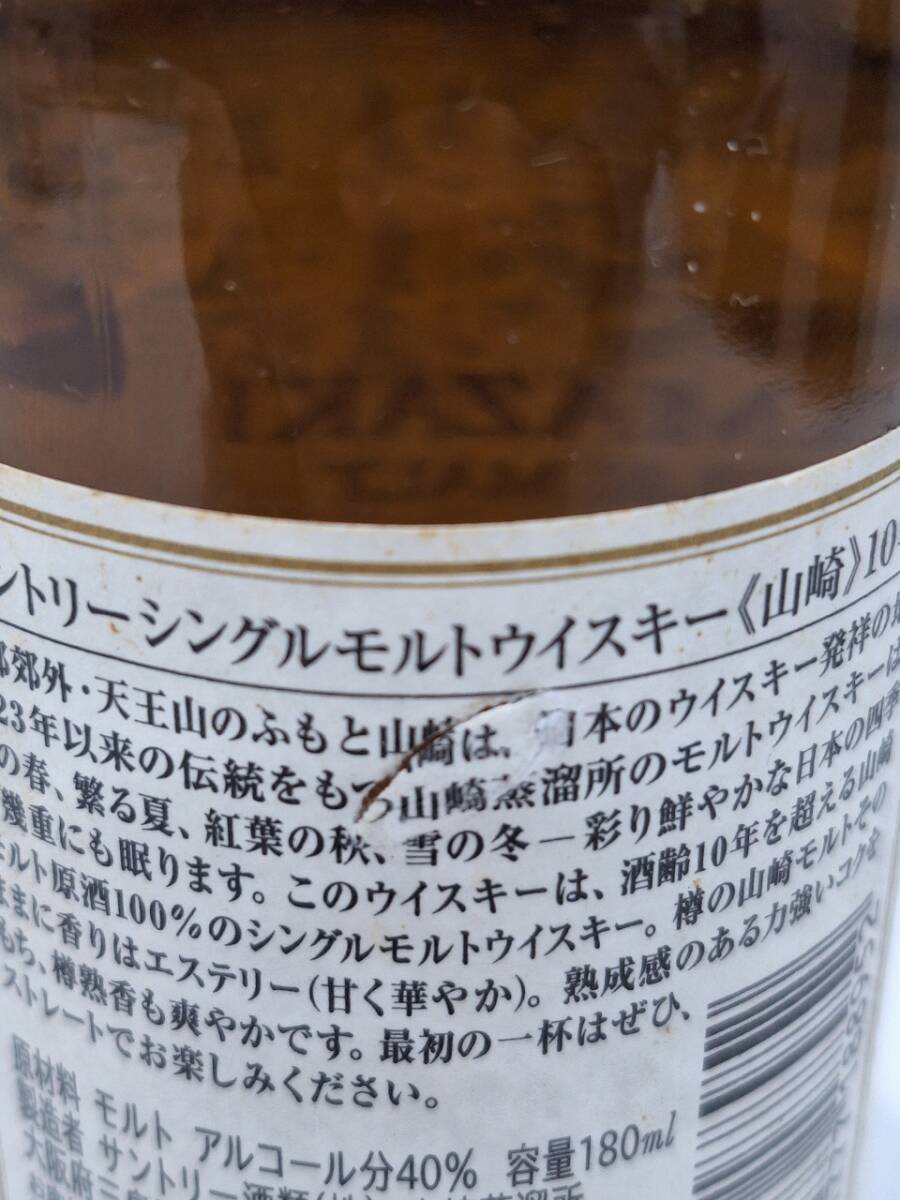 AZAKI
MALT
ントリーシングルモルトウイスキー《山崎》10
郊外・天王山のふもと山崎は、日本のウイスキー発祥の
23年以来の伝統をもつ山崎蒸溜所のモルトウイスキーは
の春、繁る夏、紅葉の秋、雪の冬―彩り鮮やかな日本の四季
幾重にも眠ります。このウイスキーは、酒齢10年を超える山崎
モルト原酒100%のシングルモルトウイスキー。樽の山崎モルトその
ままに香りはエステリー(甘く華やか)。熟成感のある力強いコクを
もち、樽熟香も爽やかです。最初の一杯はぜひ、
ストレートでお楽しみください。
原材料 モルト アルコール分40% 容量180ml
製造者 サントリー酒類(株)
大阪府三島